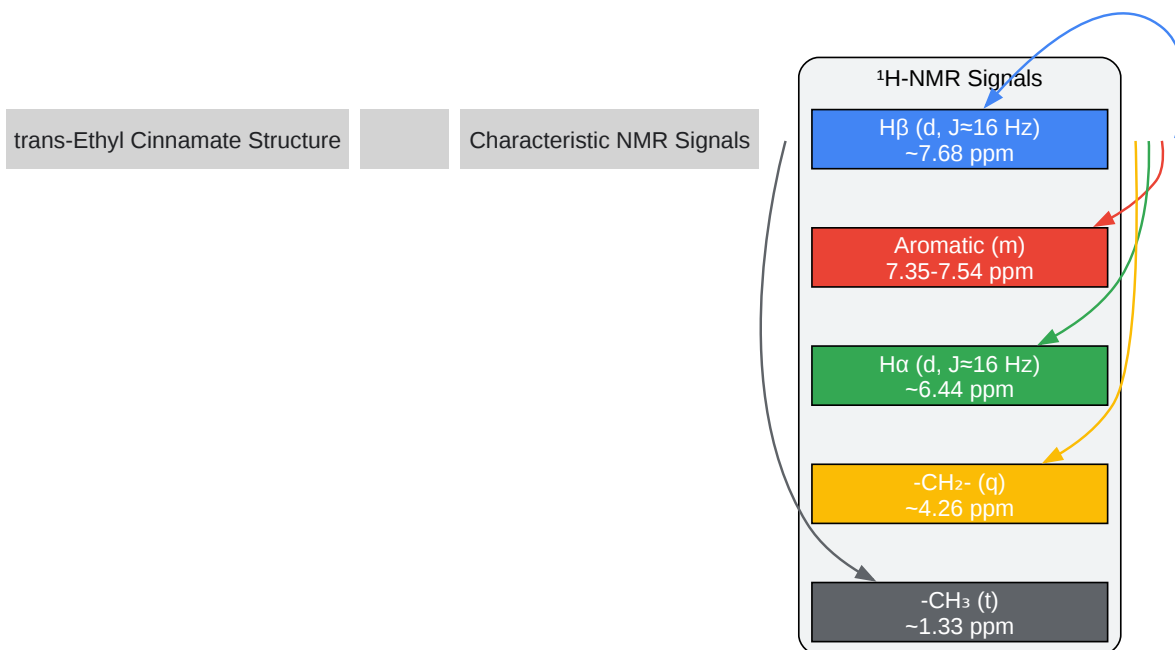 trans-Ethyl Cinnamate Structure
Characteristic NMR Signals
¹H-NMR Signals
Hβ (d, J≈16 Hz)
~7.68 ppm
Aromatic (m)
7.35-7.54 ppm
Hα (d, J≈16 Hz)
~6.44 ppm
-CH₂- (q)
~4.26 ppm
-CH₃ (t)
~1.33 ppm